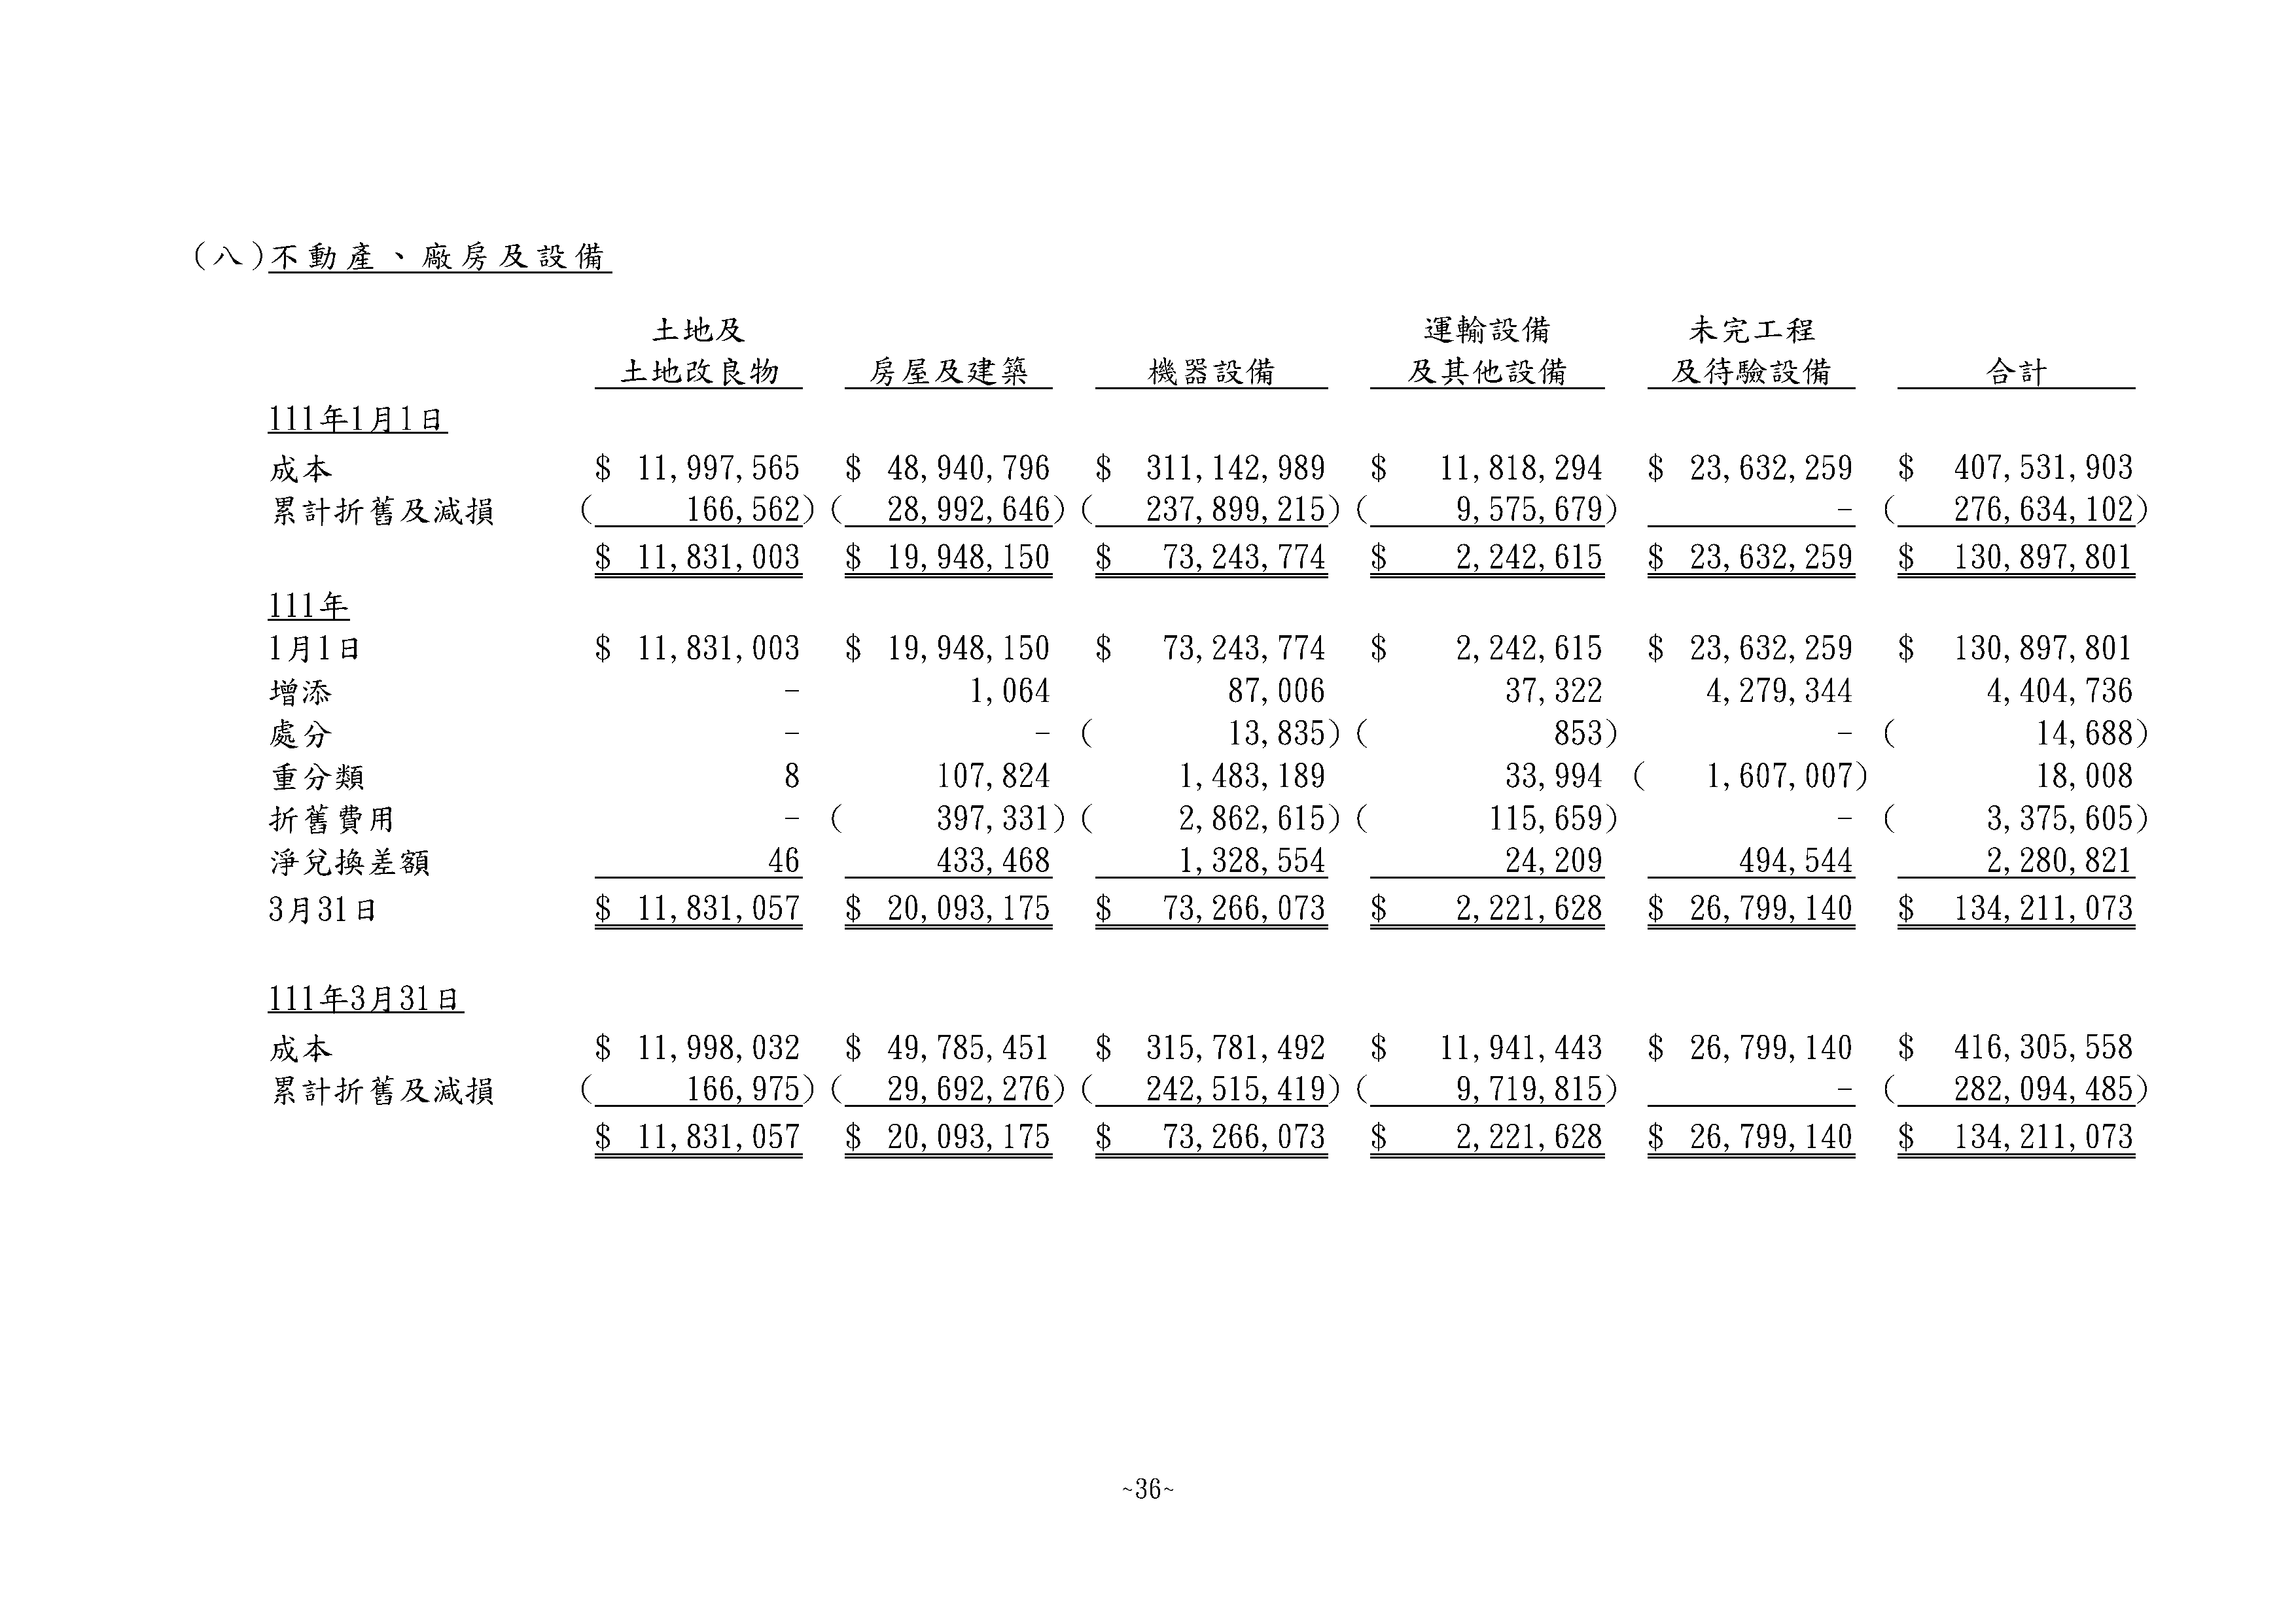 (八)不動產、廠房及設備
土地及 運輸設備 未完工程
土地改良物 房屋及建築 機器設備 及其他設備 及待驗設備 合計
111年1月1日
成本 $ 11,997,565 $ 48,940,796 $ 311,142,989 $ 11,818,294 $ 23,632,259 $ 407,531,903
累計折舊及減損 ( 166,562) ( 28,992,646) ( 237,899,215) ( 9,575,679) - ( 276,634,102)
$ 11,831,003 $ 19,948,150 $ 73,243,774 $ 2,242,615 $ 23,632,259 $ 130,897,801
111年
1月1日 $ 11,831,003 $ 19,948,150 $ 73,243,774 $ 2,242,615 $ 23,632,259 $ 130,897,801
增添 - 1,064 87,006 37,322 4,279,344 4,404,736
處分 - - ( 13,835) ( 853) - ( 14,688)
重分類 8 107,824 1,483,189 33,994 ( 1,607,007) 18,008
折舊費用 - ( 397,331) ( 2,862,615) ( 115,659) - ( 3,375,605)
淨兌換差額 46 433,468 1,328,554 24,209 494,544 2,280,821
3月31日 $ 11,831,057 $ 20,093,175 $ 73,266,073 $ 2,221,628 $ 26,799,140 $ 134,211,073
111年3月31日
成本 $ 11,998,032 $ 49,785,451 $ 315,781,492 $ 11,941,443 $ 26,799,140 $ 416,305,558
累計折舊及減損 ( 166,975) ( 29,692,276) ( 242,515,419) ( 9,719,815) - ( 282,094,485)
$ 11,831,057 $ 20,093,175 $ 73,266,073 $ 2,221,628 $ 26,799,140 $ 134,211,073
~36~